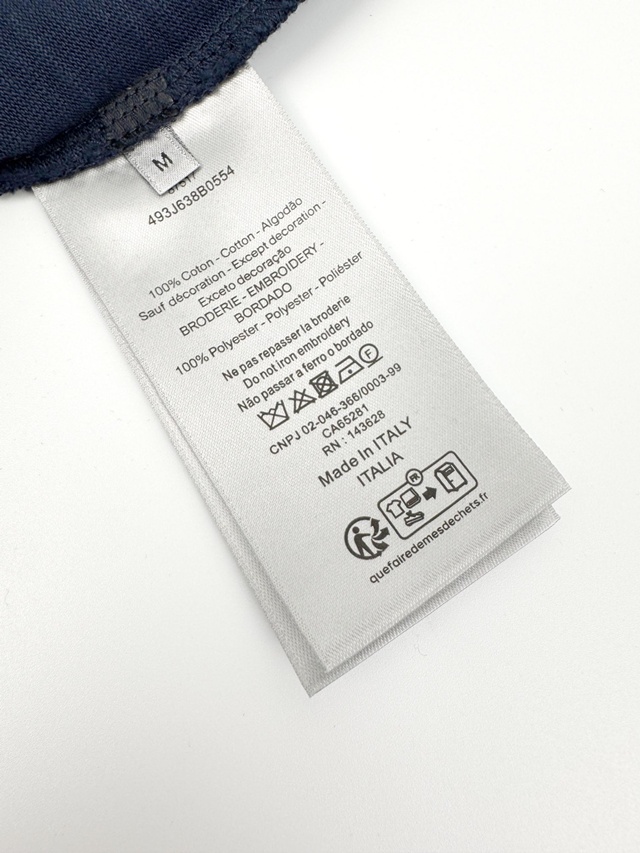 M
493J638B0554
100% Coton - Cotton - Algodão
Sauf décoration - Except decoration -
Exceto decoração
BRODERIE - EMBROIDERY -
BORDADO
100% Polyester - Polyester - Poliéster
Ne pas repasser la broderie
Do not iron embroidery
Não passar a ferro o bordado
F
CNPJ 02-046-366/0003-99
CA65281
RN : 143628
Made In ITALY
ITALIA
FR
quefairedemesdechets.fr